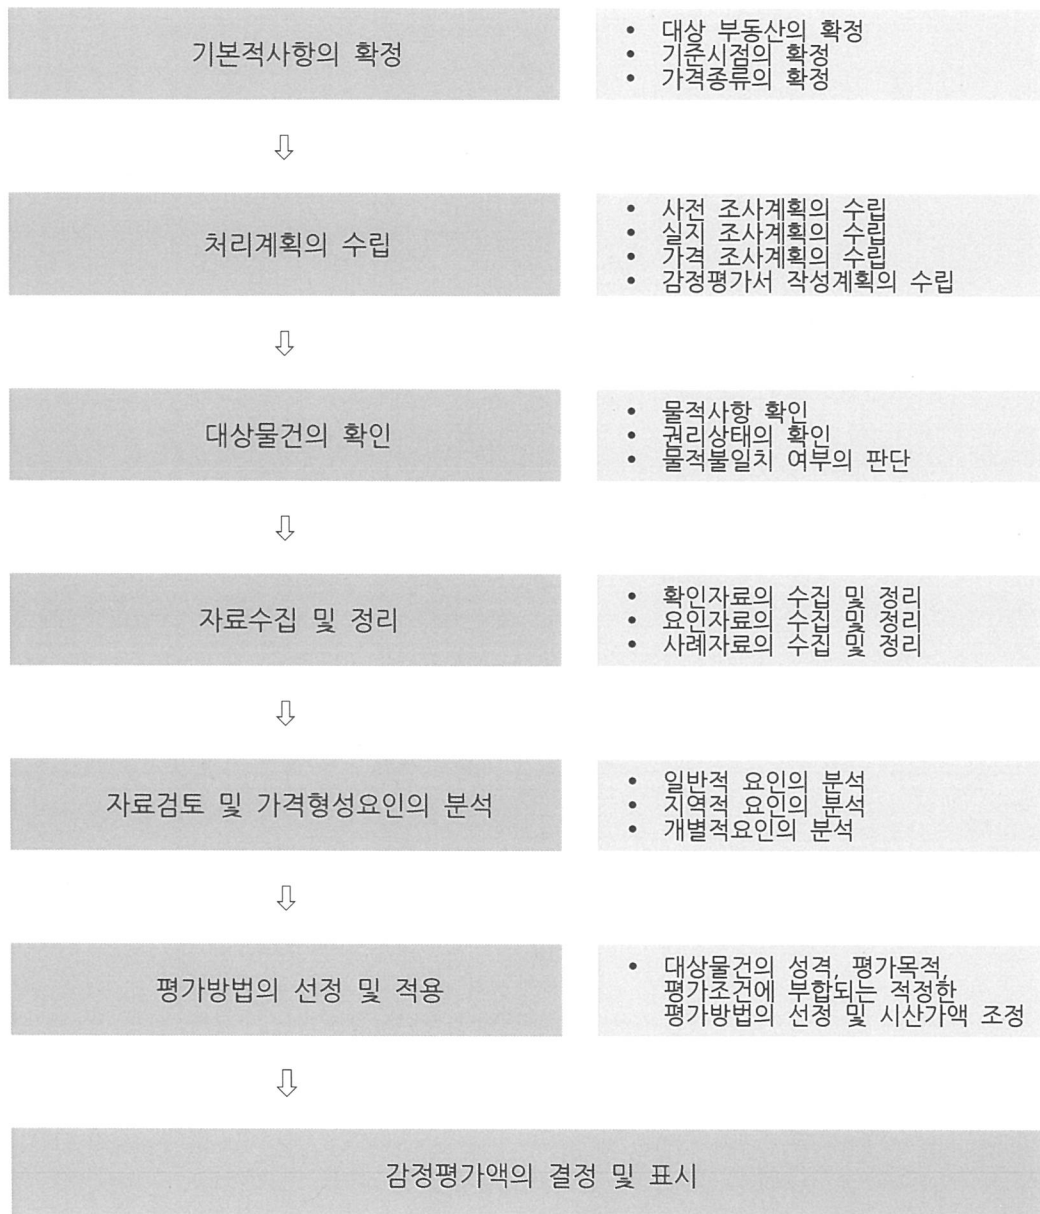 기본적사항의 확정
• 대상 부동산의 확정
• 기준시점의 확정
• 가격종류의 확정
⇩
처리계획의 수립
• 사전 조사계획의 수립
• 실지 조사계획의 수립
• 가격 조사계획의 수립
• 감정평가서 작성계획의 수립
⇩
대상물건의 확인
• 물적사항 확인
• 권리상태의 확인
• 물적불일치 여부의 판단
⇩
자료수집 및 정리
• 확인자료의 수집 및 정리
• 요인자료의 수집 및 정리
• 사례자료의 수집 및 정리
⇩
자료검토 및 가격형성요인의 분석
• 일반적 요인의 분석
• 지역적 요인의 분석
• 개별적요인의 분석
⇩
평가방법의 선정 및 적용
• 대상물건의 성격, 평가목적,
평가조건에 부합되는 적정한
평가방법의 선정 및 시산가액 조정
⇩
감정평가액의 결정 및 표시